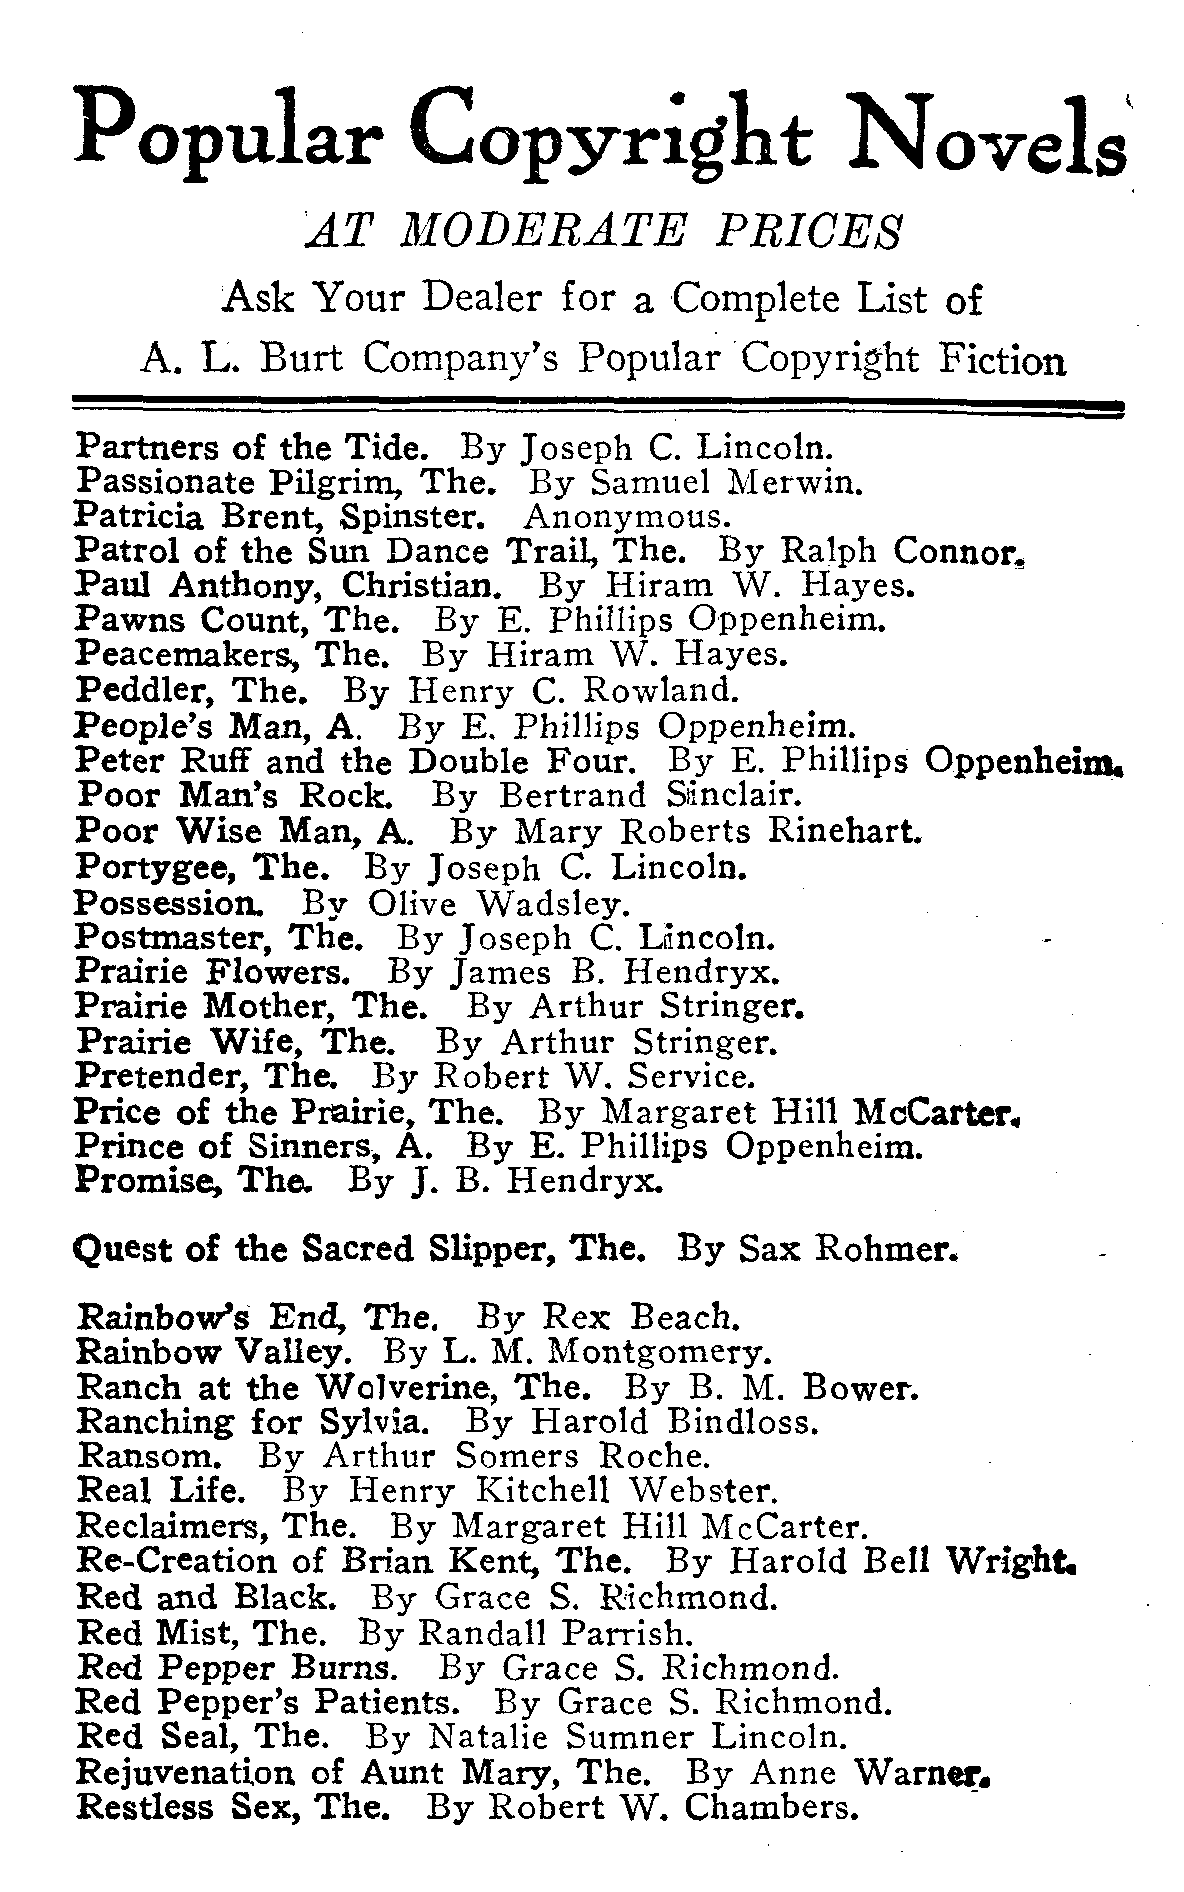 Popular Copyright Novels
AT MODERATE PRICES
Ask Your Dealer for a Complete List of
A. L. Burt Company's Popular Copyright Fiction
Partners of the Tide. By Joseph C. Lincoln.
Passionate Pilgrim, The. By Samuel Merwin.
Patricia Brent, Spinster. Anonymous.
Patrol of the Sun Dance Trail, The. By Ralph Connor.
Paul Anthony, Christian. By Hiram W. Hayes.
Pawns Count, The. By E. Phillips Oppenheim.
Peacemakers, The. By Hiram W. Hayes.
Peddler, The. By Henry C. Rowland.
People's Man, A. By E. Phillips Oppenheim.
Peter Ruff and the Double Four. By E. Phillips Oppenheim.
Poor Man's Rock. By Bertrand Sinclair.
Poor Wise Man, A. By Mary Roberts Rinehart.
Portygee, The. By Joseph C. Lincoln.
Possession. By Olive Wadsley.
Postmaster, The. By Joseph C. Lincoln.
Prairie Flowers. By James B. Hendryx.
Prairie Mother, The. By Arthur Stringer.
Prairie Wife, The. By Arthur Stringer.
Pretender, The. By Robert W. Service.
Price of the Prairie, The. By Margaret Hill McCarter.
Prince of Sinners, A. By E. Phillips Oppenheim.
Promise, The. By J. B. Hendryx.
Quest of the Sacred Slipper, The. By Sax Rohmer.
Rainbow's End, The. By Rex Beach.
Rainbow Valley. By L. M. Montgomery.
Ranch at the Wolverine, The. By B. M. Bower.
Ranching for Sylvia. By Harold Bindloss.
Ransom. By Arthur Somers Roche.
Real Life. By Henry Kitchell Webster.
Reclaimers, The. By Margaret Hill McCarter.
Re-Creation of Brian Kent, The. By Harold Bell Wright.
Red and Black. By Grace S. Richmond.
Red Mist, The. By Randall Parrish.
Red Pepper Burns. By Grace S. Richmond.
Red Pepper's Patients. By Grace S. Richmond.
Red Seal, The. By Natalie Sumner Lincoln.
Rejuvenation of Aunt Mary, The. By Anne Warner.
Restless Sex, The. By Robert W. Chambers.